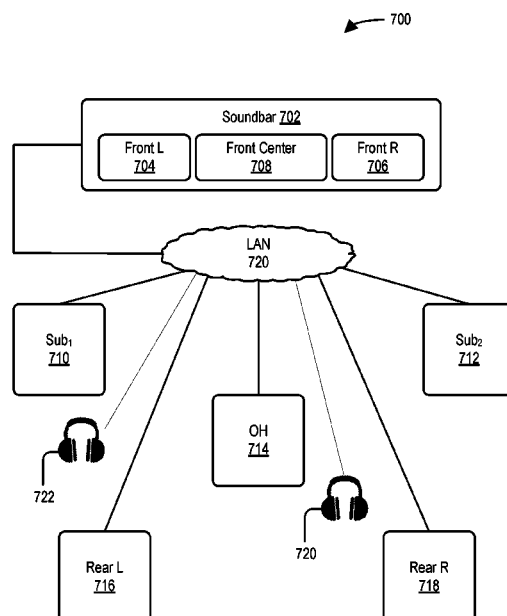 700
Soundbar 702
Front L
704
Front Center
708
Front R
706
LAN
720
Sub₁
710
Sub₂
712
OH
714
722
720
Rear L
716
Rear R
718